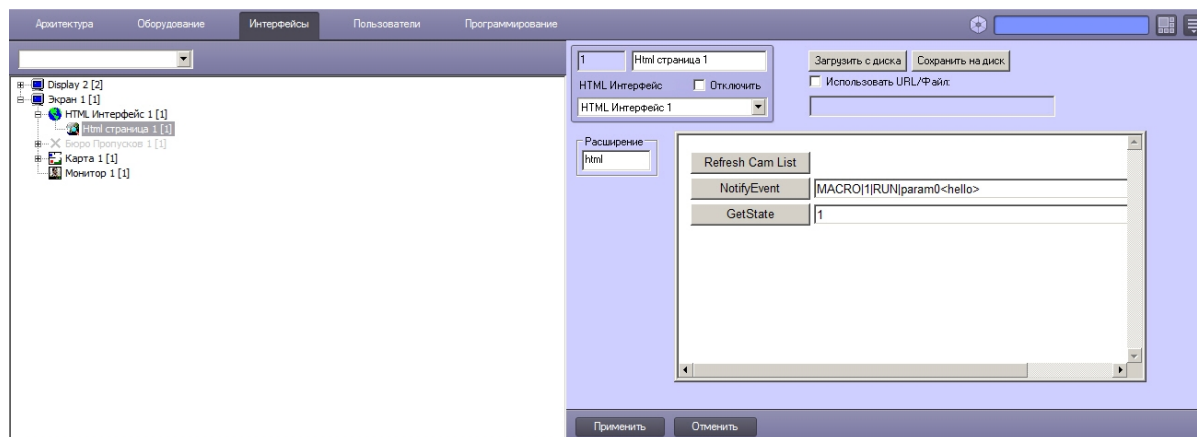 Архитектура Оборудование Интерфейсы Пользователи Программирование
Display 2 [2]
Экран 1 [1]
HTML Интерфейс 1 [1]
Html страница 1 [1]
Бюро Пропусков 1 [1]
Карта 1 [1]
Монитор 1 [1]
1 Html страница 1
HTML Интерфейс Отключить
HTML Интерфейс 1
Загрузить с диска Сохранить на диск
Использовать URL/Файл:
Расширение
html
Refresh Cam List
NotifyEvent MACRO|1|RUN|param0<hello>
GetState 1
Применить Отменить